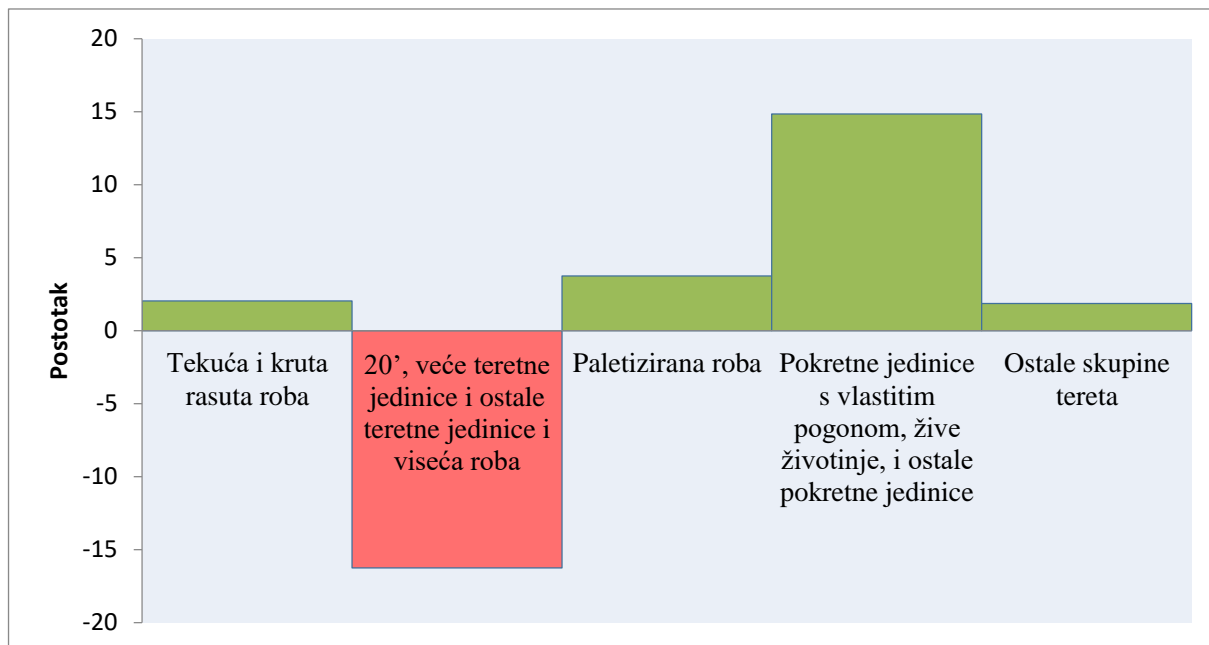 20
15
10
5
0
-5
-10
-15
-20
Postotak
Tekuća i kruta
rasuta roba
20’, veće teretne
jedinice i ostale
teretne jedinice i
viseća roba
Paletizirana roba
Pokretne jedinice
s vlastitim
pogonom, žive
životinje, i ostale
pokretne jedinice
Ostale skupine
tereta